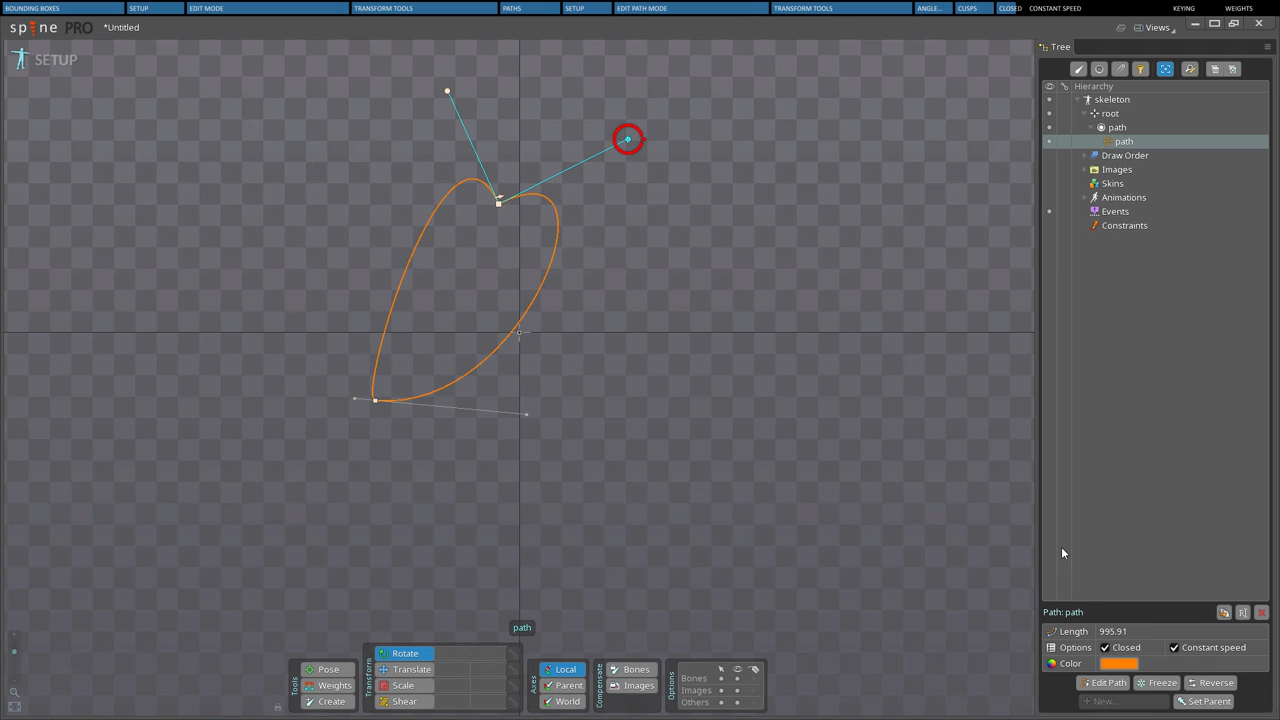 BOUNDING BOXES SETUP EDIT MODE TRANSFORM TOOLS PATHS SETUP EDIT PATH MODE TRANSFORM TOOLS ANGLE... CUSPS CLOSED CONSTANT SPEED KEYING WEIGHTS
spine PRO *Untitled Views
SETUP Tree
Hierarchy
skeleton
root
path
path
Draw Order
Images
Skins
Animations
Events
Constraints
path
Path: path
Length 995.91
Options Closed Constant speed
Color
Edit Path Freeze Reverse
New... Set Parent
Tools
Pose
Weights
Create
Transform
Rotate
Translate
Scale
Shear
Axes
Local
Parent
World
Compensate
Bones
Images
Options
Bones
Images
Others